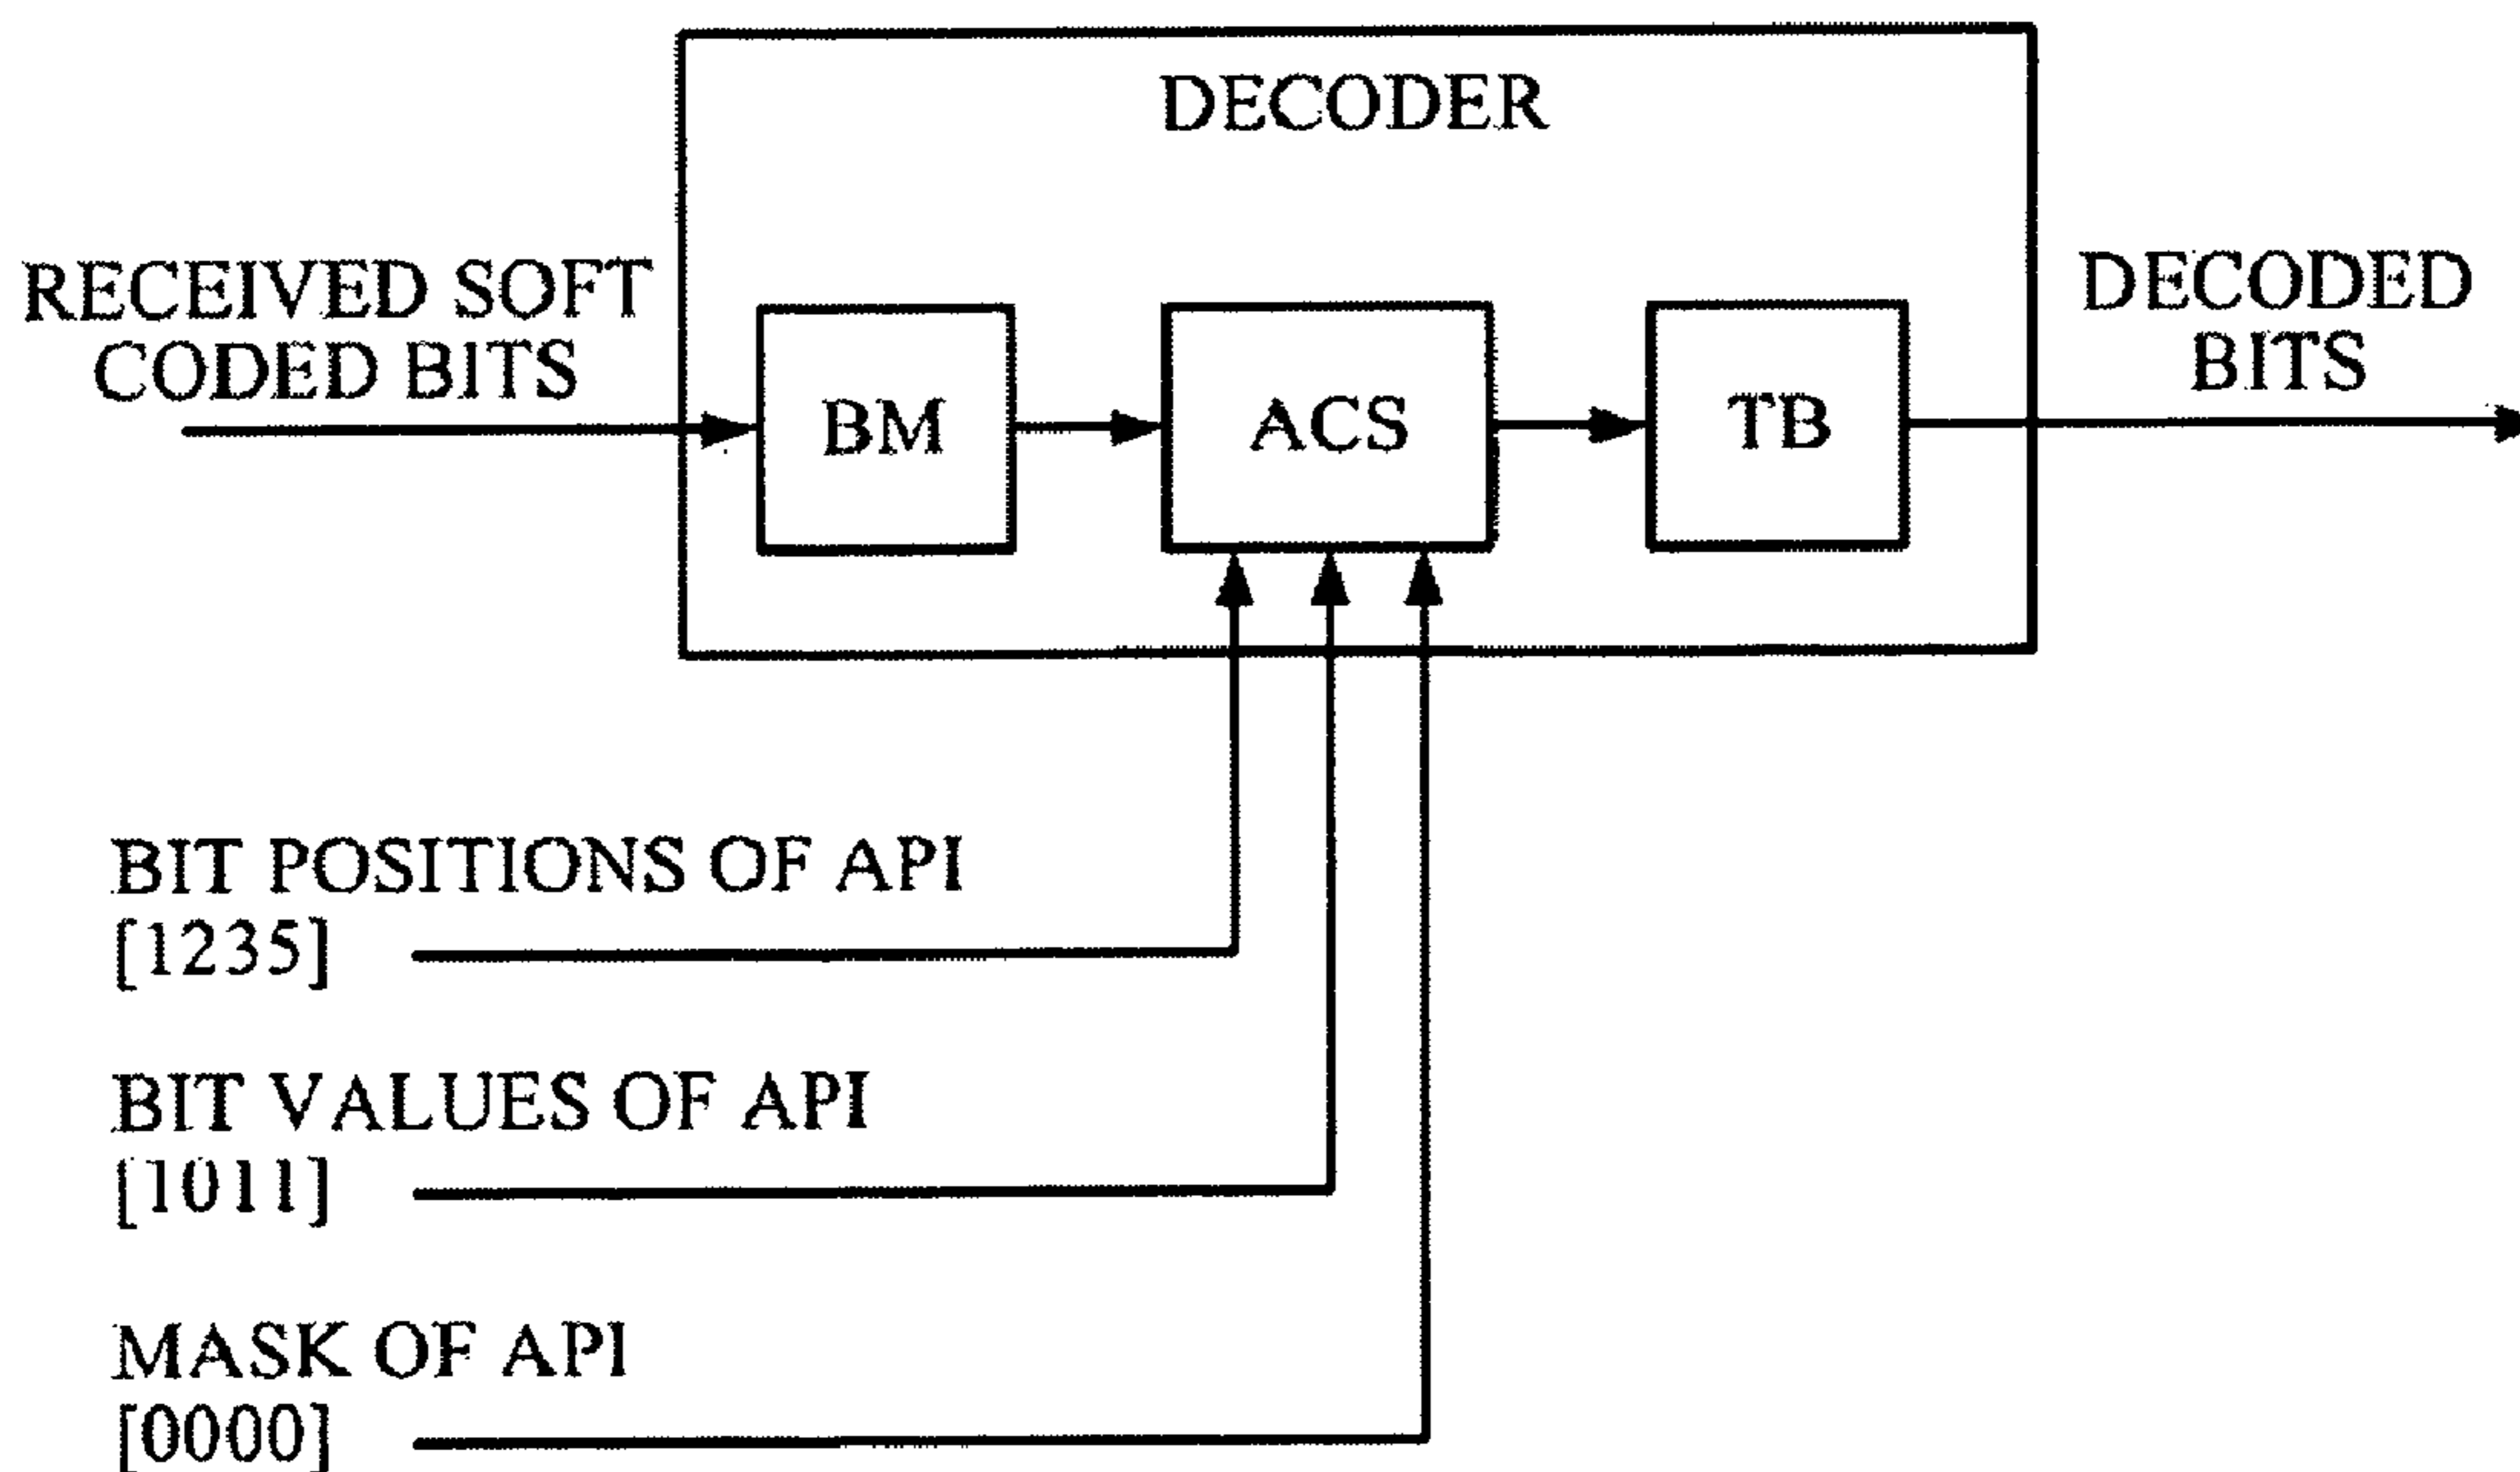 DECODER
RECEIVED SOFT
CODED BITS
BM
ACS
TB
DECODED
BITS
BIT POSITIONS OF API
[1235]
BIT VALUES OF API
[1011]
MASK OF API
[0000]